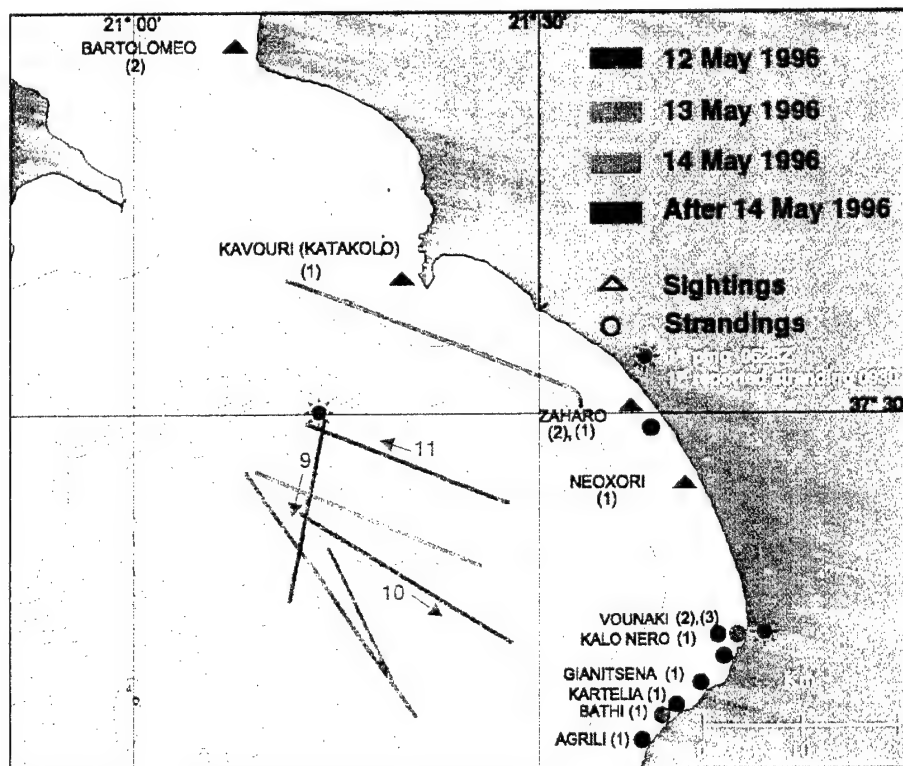 21° 00'
21° 30'
BARTOLOMEO
(2)
12 May 1996
13 May 1996
14 May 1996
After 14 May 1996
KAVOURI (KATAKOLO)
(1)
Sightings
Strandings
stranding
37° 30'
ZAHARO
(2), (1)
9
11
NEOXORI
(1)
10
VOUNAKI (2),(3)
KALO NERO (1)
GIANITSENA (1)
KARTELIA (1)
BATHI (1)
AGRILI (1)
Km